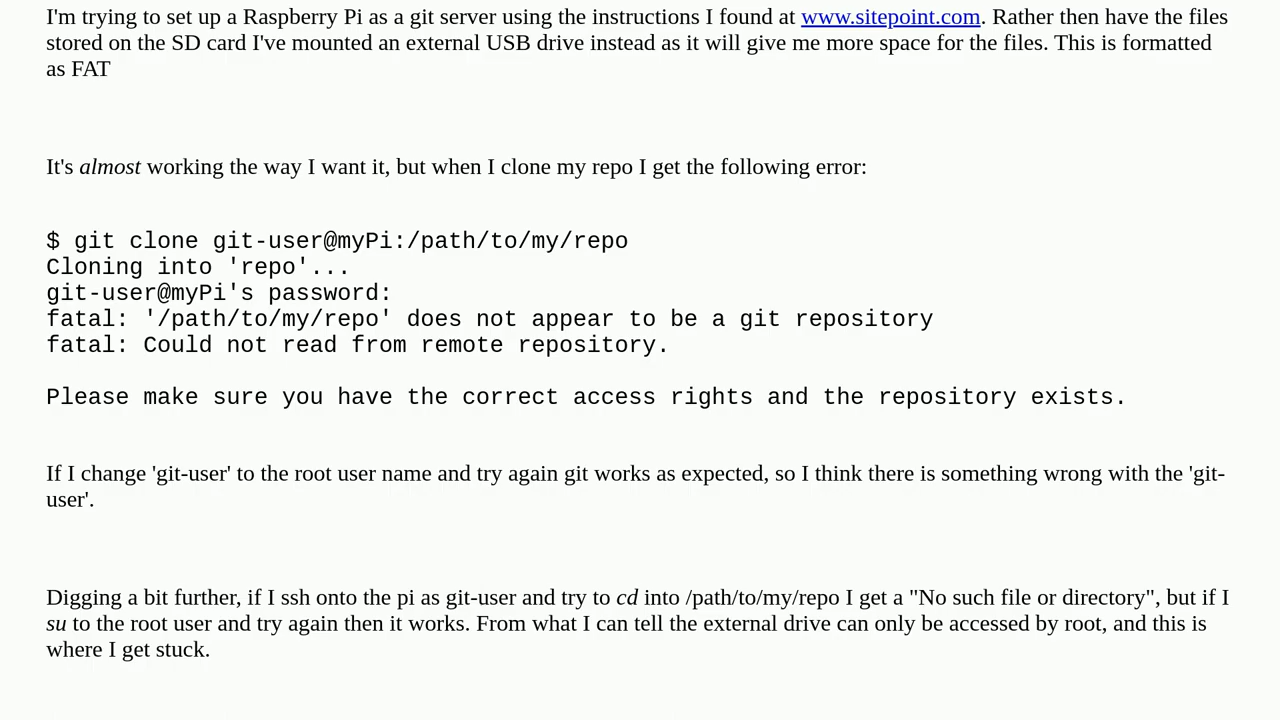 I'm trying to set up a Raspberry Pi as a git server using the instructions I found at www.sitepoint.com. Rather then have the files
stored on the SD card I've mounted an external USB drive instead as it will give me more space for the files. This is formatted
as FAT
It's almost working the way I want it, but when I clone my repo I get the following error:
$ git clone git-user@myPi:/path/to/my/repo
Cloning into 'repo'...
git-user@myPi's password:
fatal: '/path/to/my/repo' does not appear to be a git repository
fatal: Could not read from remote repository.
Please make sure you have the correct access rights and the repository exists.
If I change 'git-user' to the root user name and try again git works as expected, so I think there is something wrong with the 'git-
user'.
Digging a bit further, if I ssh onto the pi as git-user and try to cd into /path/to/my/repo I get a "No such file or directory", but if I
su to the root user and try again then it works. From what I can tell the external drive can only be accessed by root, and this is
where I get stuck.